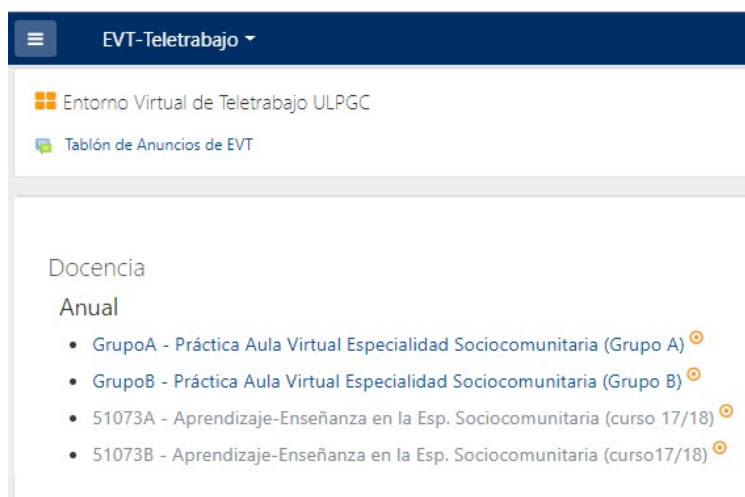 EVT-Teletrabajo
Entorno Virtual de Teletrabajo ULPGC
Tablón de Anuncios de EVT
Docencia
Anual
GrupoA - Práctica Aula Virtual Especialidad Sociocomunitaria (Grupo A)
GrupoB - Práctica Aula Virtual Especialidad Sociocomunitaria (Grupo B)
51073A - Aprendizaje-Enseñanza en la Esp. Sociocomunitaria (curso 17/18)
51073B - Aprendizaje-Enseñanza en la Esp. Sociocomunitaria (curso17/18)